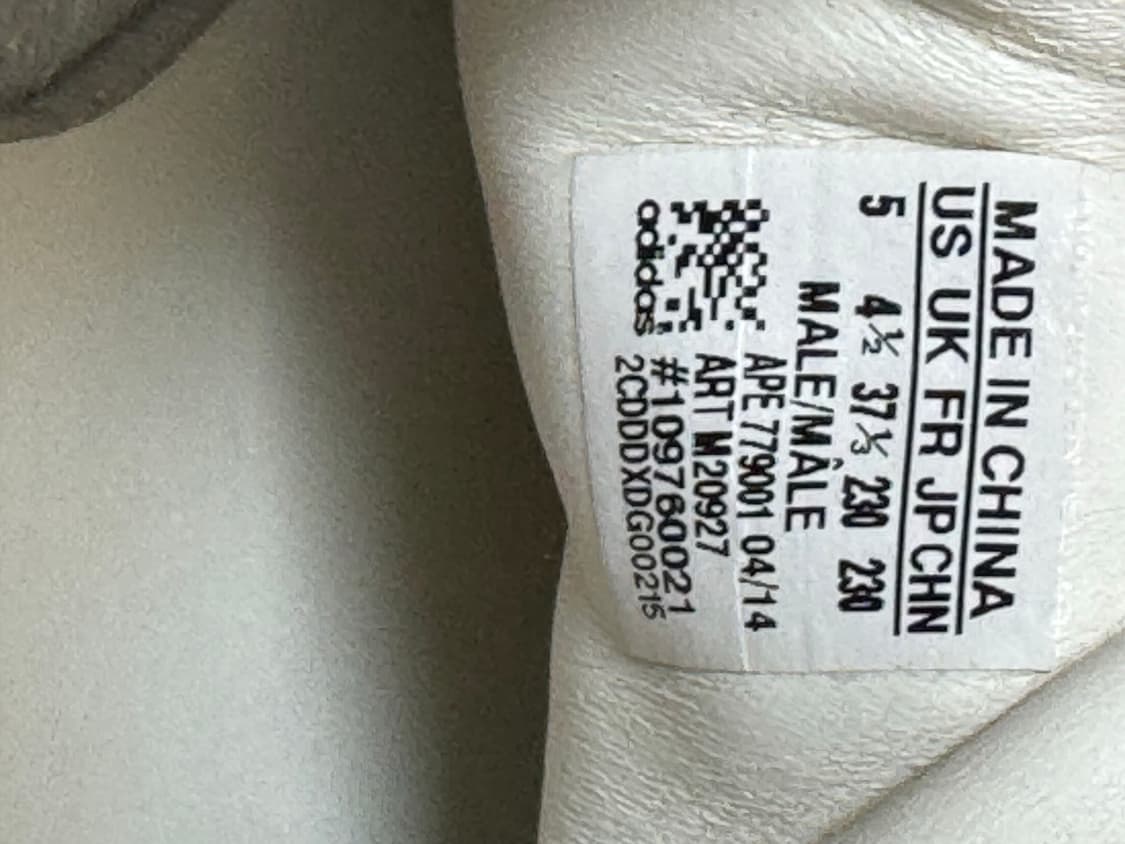 MADE IN CHINA
US UK FR JP CHN
5 4½ 37⅓ 230 230
MALE/MÂLE
APE 779001 04/14
ART M20927
#1097600021
2CDDDXDG00215
adidas